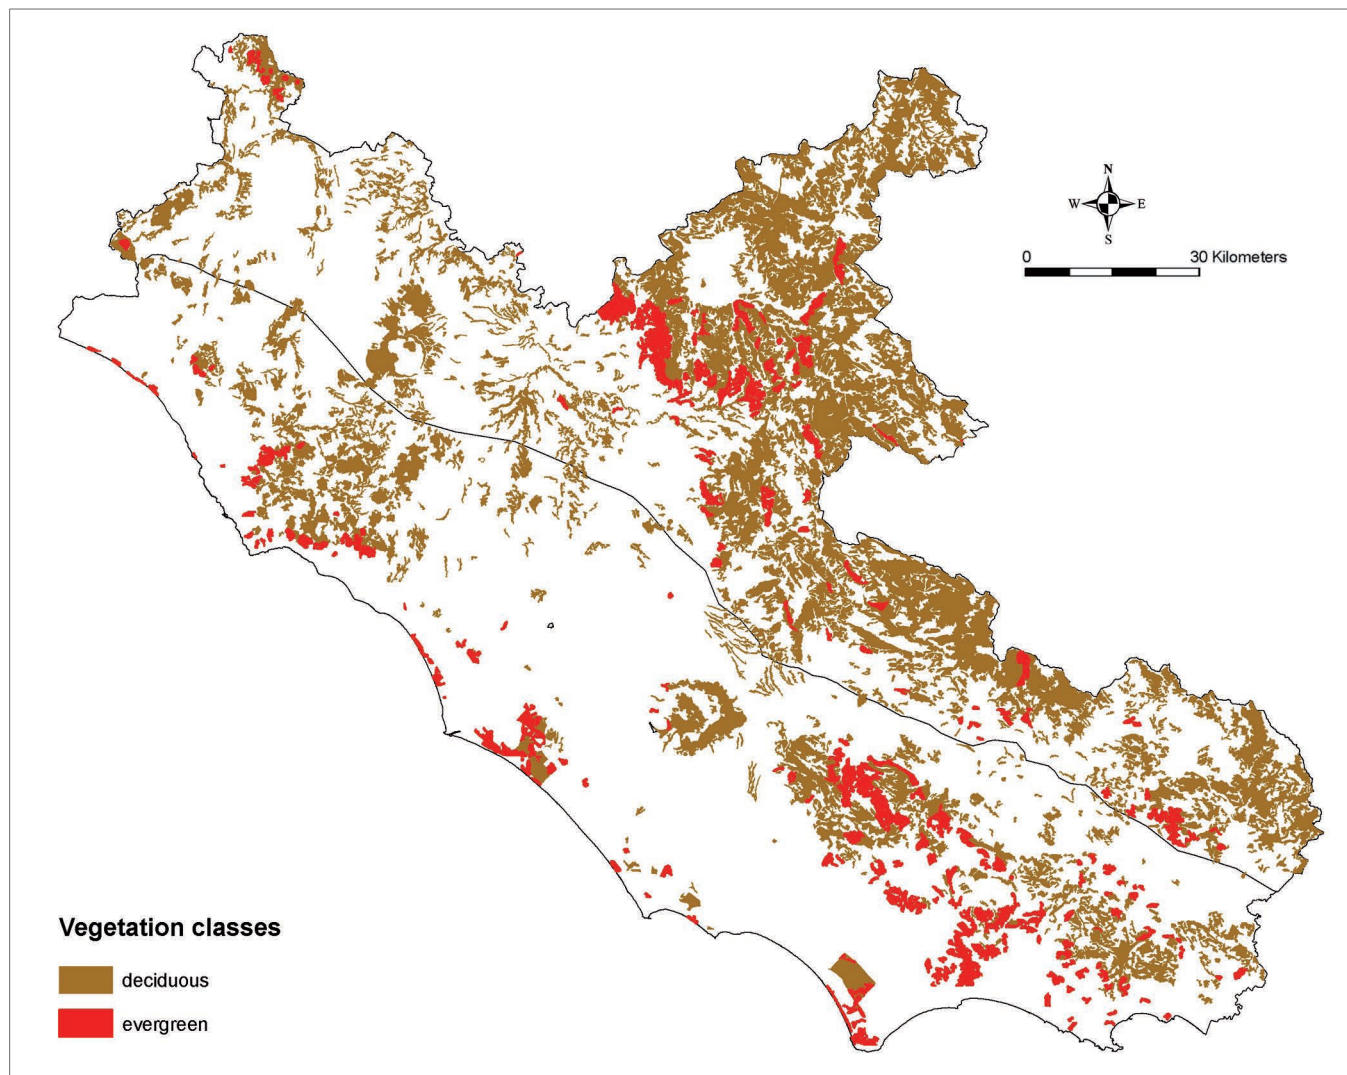 N
W E
S
0 30 Kilometers
Vegetation classes
deciduous
evergreen